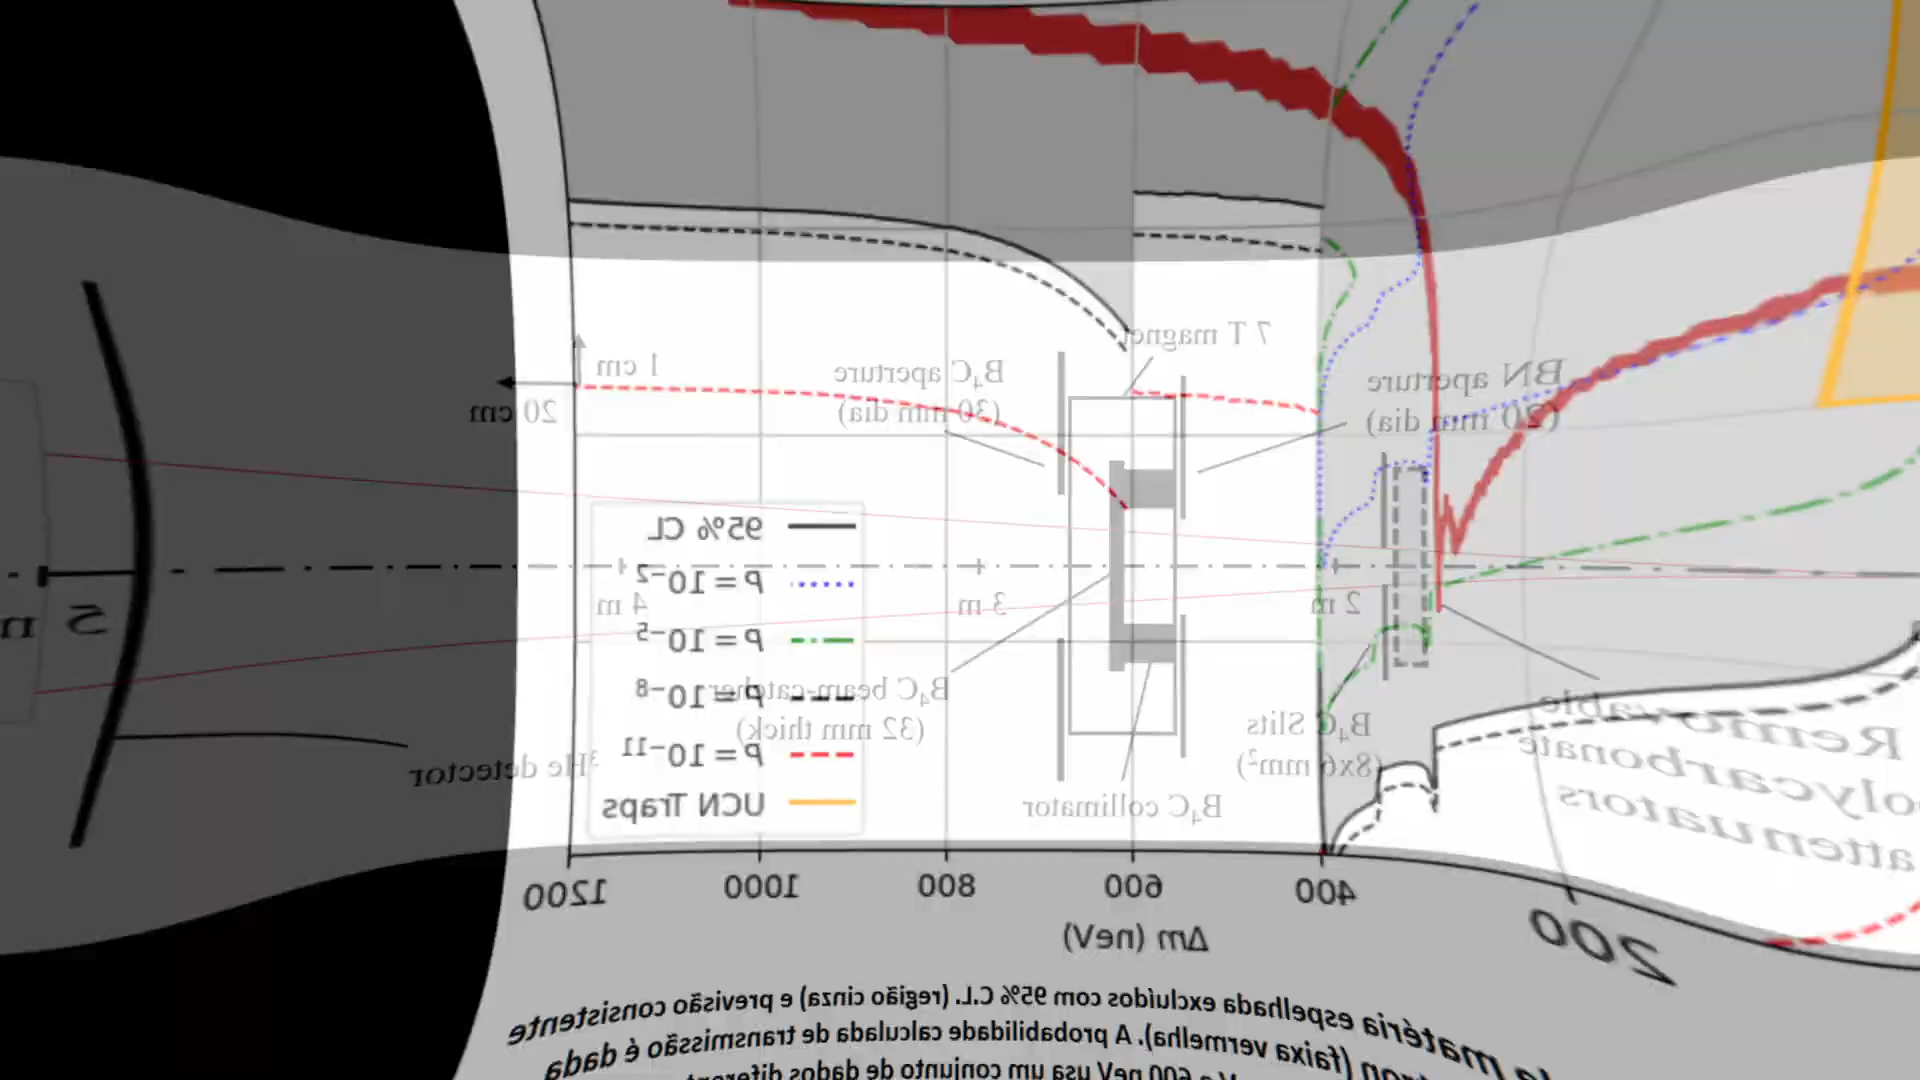 7 T magnet
1 cm
20 cm
B₄C aperture
(30 mm dia)
BN aperture
(20 mm dia)
95% CL
P = 10⁻²
P = 10⁻⁵
P = 10⁻⁸
P = 10⁻¹¹
UCN Traps
4 m
3 m
2 m
5 m
B₄C beam-catcher
(32 mm thick)
B₄C Slits
(8x6 mm²)
B₄C collimator
³He detector
Removable
polycarbonate
attenuators
1200
1000
800
600
400
200
Δm (neV)
matéria espelhada excluídos com 95% C.L. (região cinza) e previsão consistente
(faixa vermelha). A probabilidade calculada de transmissão é dada
600 neV usa um conjunto de dados